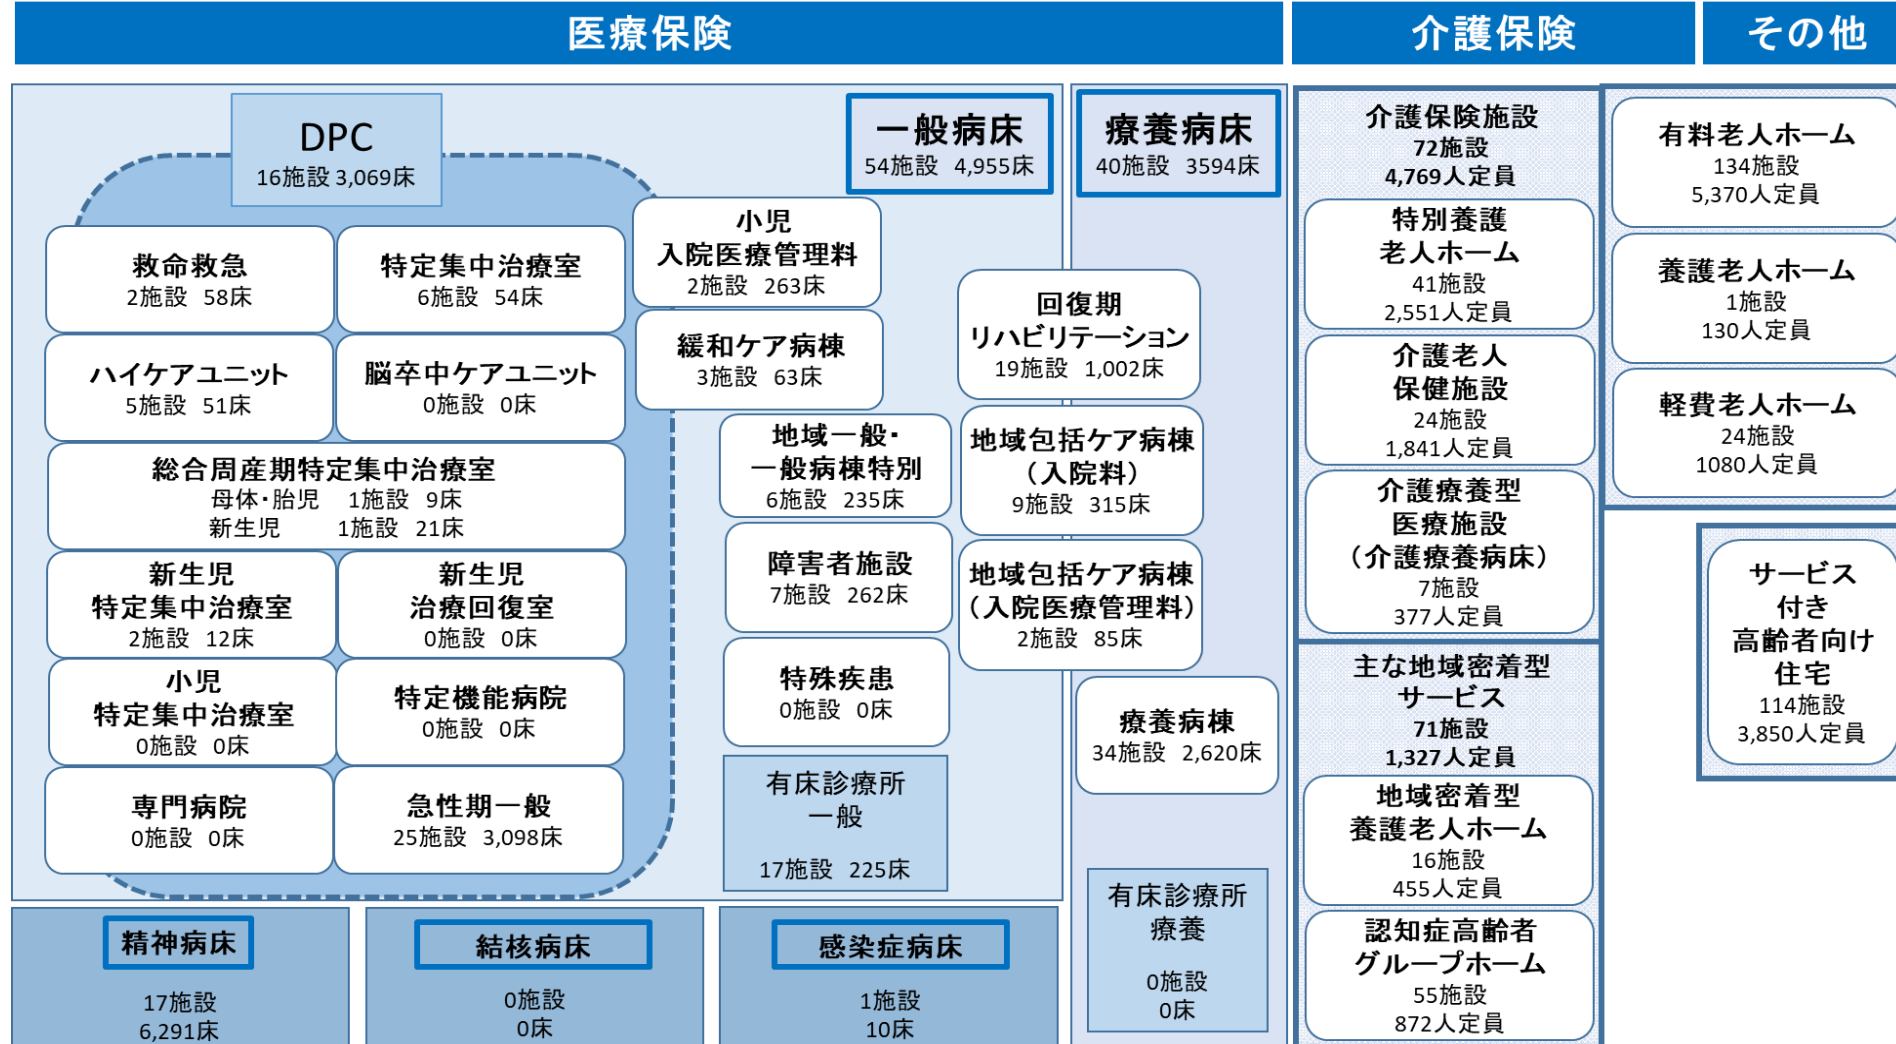 医療保険
介護保険
その他
DPC
16施設 3,069床
一般病床
54施設 4,955床
療養病床
40施設 3594床
救命救急
2施設 58床
特定集中治療室
6施設 54床
ハイケアユニット
5施設 51床
脳卒中ケアユニット
0施設 0床
総合周産期特定集中治療室
母体・胎児 1施設 9床
新生児 1施設 21床
新生児
特定集中治療室
2施設 12床
新生児
治療回復室
0施設 0床
小児
特定集中治療室
0施設 0床
特定機能病院
0施設 0床
専門病院
0施設 0床
急性期一般
25施設 3,098床
小児
入院医療管理料
2施設 263床
緩和ケア病棟
3施設 63床
地域一般・
一般病棟特別
6施設 235床
障害者施設
7施設 262床
特殊疾患
0施設 0床
有床診療所
一般
17施設 225床
回復期
リハビリテーション
19施設 1,002床
地域包括ケア病棟
（入院料）
9施設 315床
地域包括ケア病棟
（入院医療管理料）
2施設 85床
療養病棟
34施設 2,620床
有床診療所
療養
0施設
0床
精神病床
17施設
6,291床
結核病床
0施設
0床
感染症病床
1施設
10床
介護保険施設
72施設
4,769人定員
特別養護
老人ホーム
41施設
2,551人定員
介護老人
保健施設
24施設
1,841人定員
介護療養型
医療施設
（介護療養病床）
7施設
377人定員
主な地域密着型
サービス
71施設
1,327人定員
地域密着型
養護老人ホーム
16施設
455人定員
認知症高齢者
グループホーム
55施設
872人定員
有料老人ホーム
134施設
5,370人定員
養護老人ホーム
1施設
130人定員
軽費老人ホーム
24施設
1080人定員
サービス
付き
高齢者向け
住宅
114施設
3,850人定員